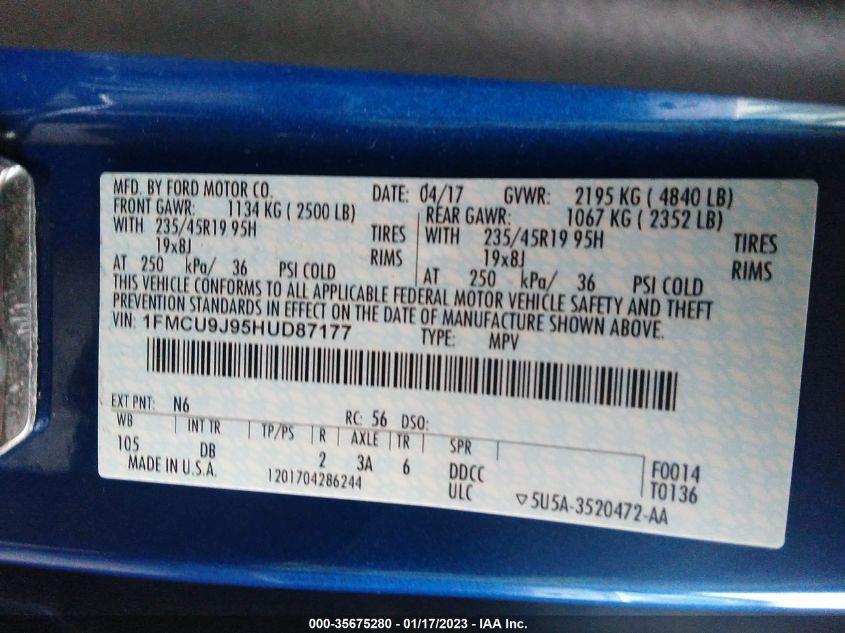 MFD. BY FORD MOTOR CO. DATE: 04/17 GVWR: 2195 KG ( 4840 LB)
FRONT GAWR: 1134 KG ( 2500 LB) REAR GAWR: 1067 KG ( 2352 LB)
WITH 235/45R19 95H TIRES WITH 235/45R19 95H TIRES
19x8J RIMS 19x8J RIMS
AT 250 kPa/ 36 PSI COLD AT 250 kPa/ 36 PSI COLD
THIS VEHICLE CONFORMS TO ALL APPLICABLE FEDERAL MOTOR VEHICLE SAFETY AND THEFT
PREVENTION STANDARDS IN EFFECT ON THE DATE OF MANUFACTURE SHOWN ABOVE.
VIN: 1FMCU9J95HUD87177 TYPE: MPV
EXT PNT: N6 RC: 56 DSO:
WB INT TR TP/PS R AXLE TR SPR
105 DB 2 3A 6 DDCC F0014
MADE IN U.S.A. 1201704286244 ULC T0136
▽5U5A-3520472-AA
000-35675280 - 01/17/2023 - IAA Inc.